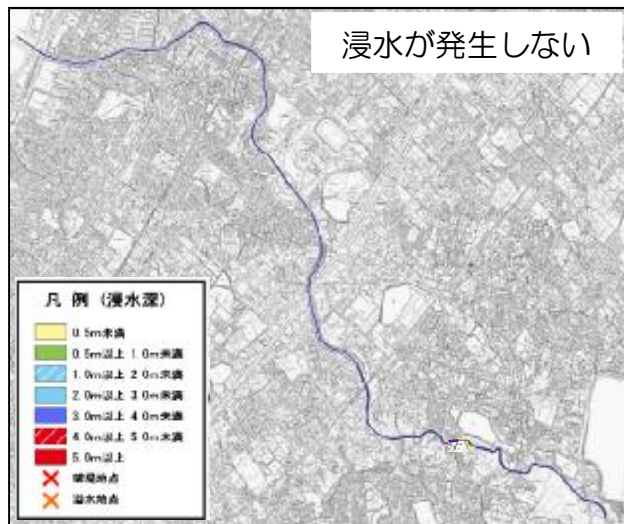 浸水が発生しない
凡 例 (浸水深)
0.5m未満
0.5m以上 1.0m未満
1.0m以上 2.0m未満
2.0m以上 3.0m未満
3.0m以上 4.0m未満
4.0m以上 5.0m未満
5.0m以上
破堤地点
溢水地点